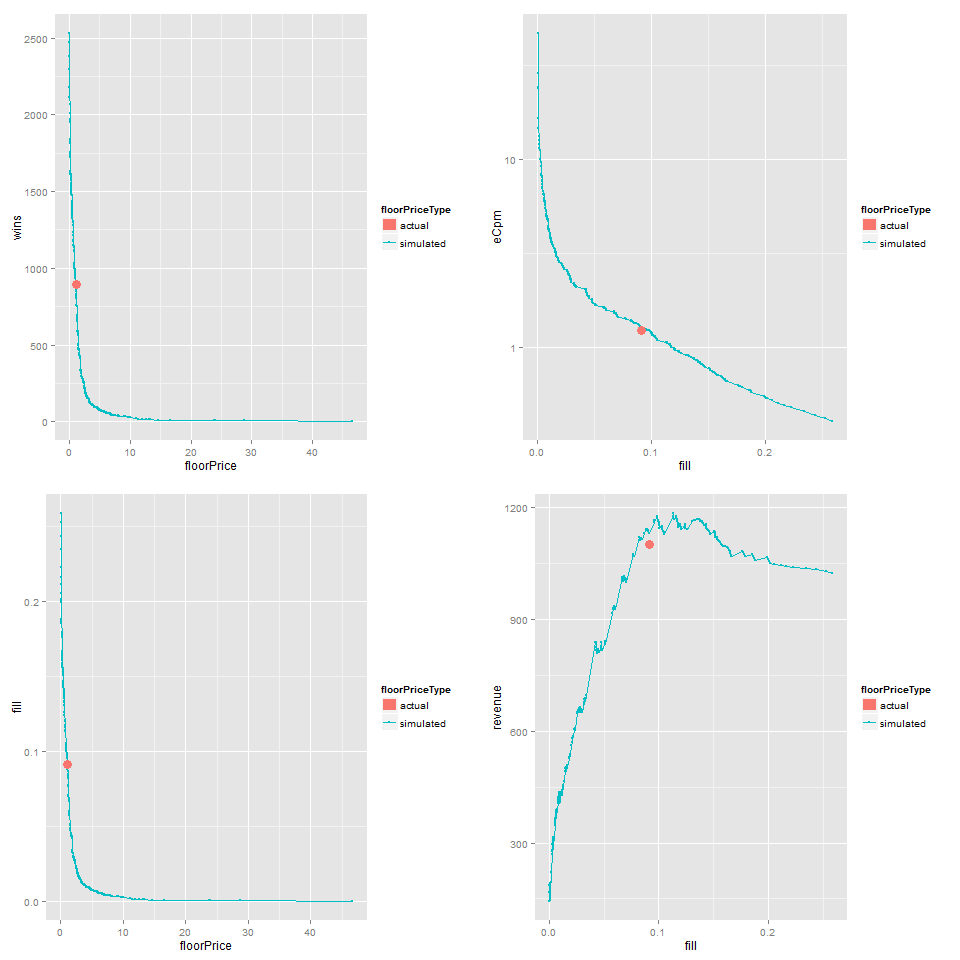 2500
2000
1500
1000
500
0
wins
0
10
20
30
40
floorPrice
floorPriceType
actual
simulated
10
1
eCpm
0.0
0.1
0.2
fill
floorPriceType
actual
simulated
0.2
0.1
0.0
fill
0
10
20
30
40
floorPrice
floorPriceType
actual
simulated
1200
900
600
300
revenue
0.0
0.1
0.2
fill
floorPriceType
actual
simulated